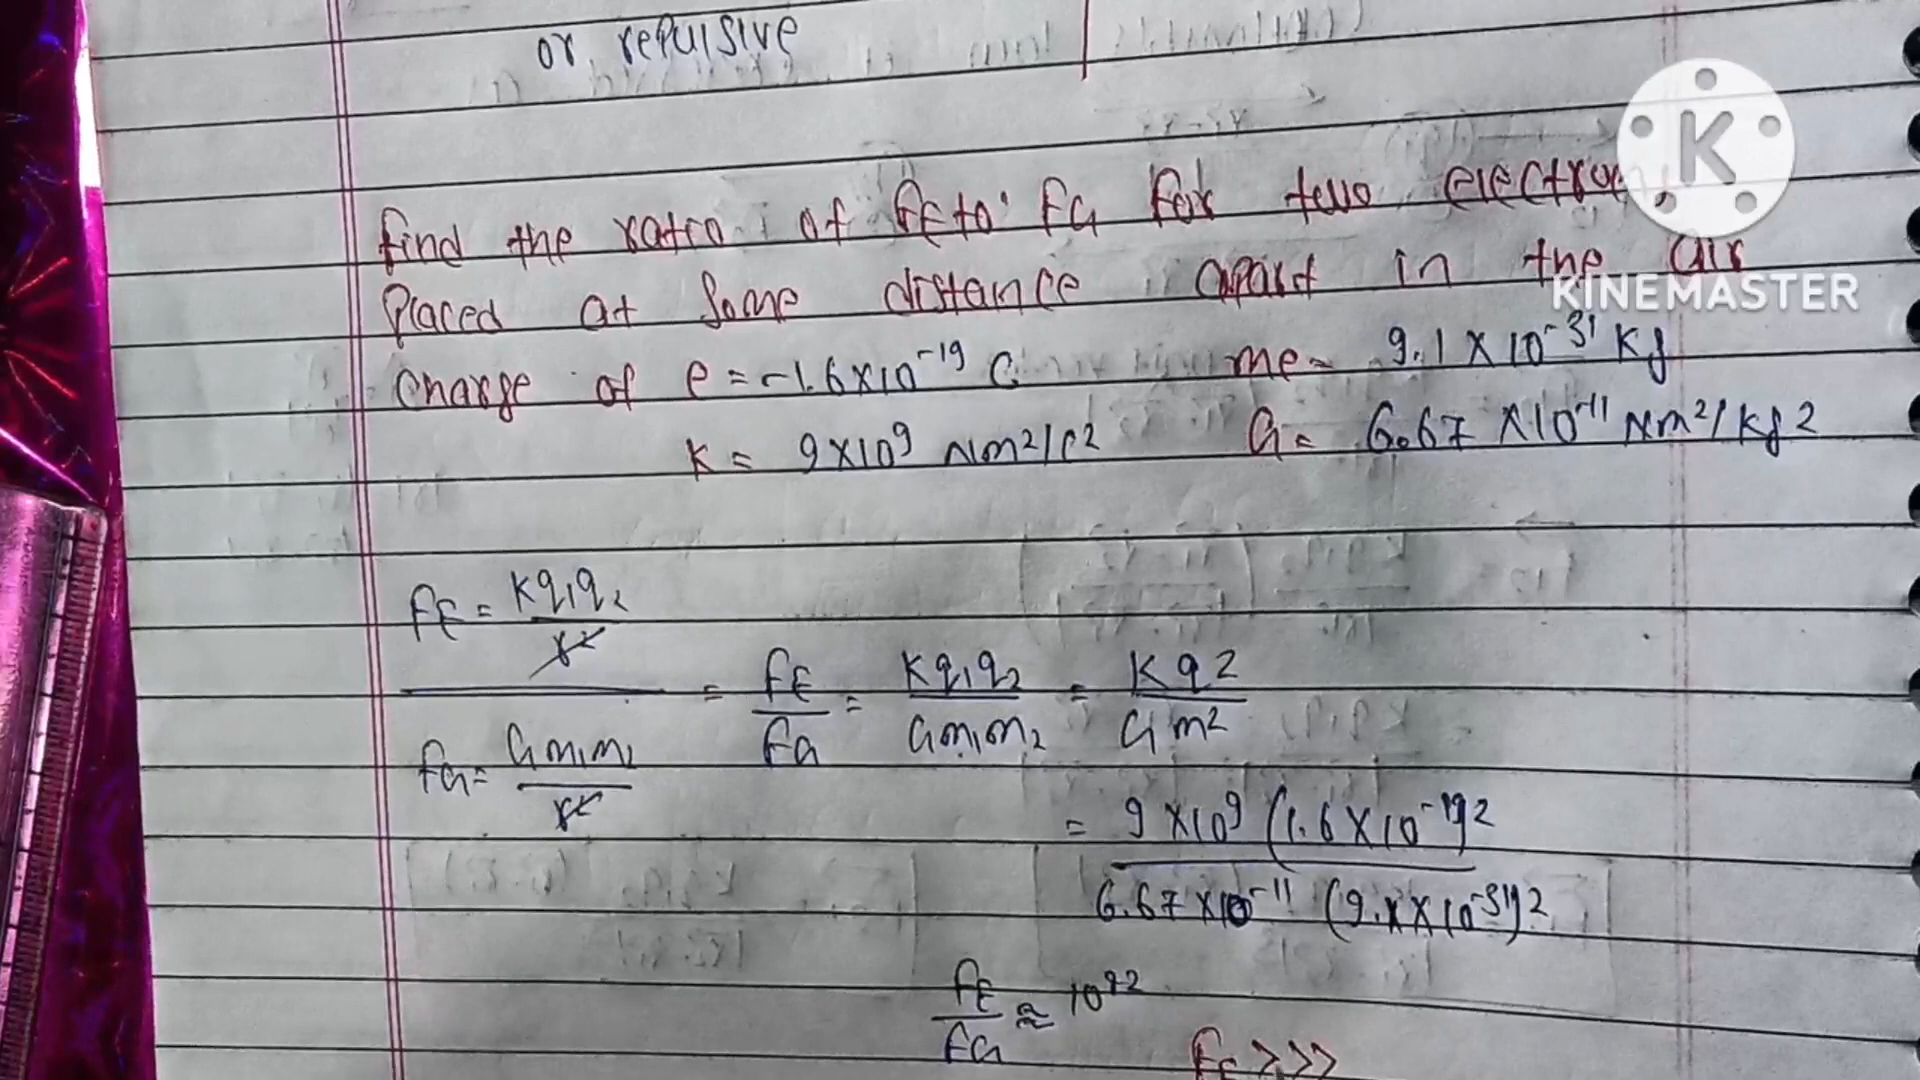 or repulsive
find the ratio of FE to FG for two electrons,
Placed at some distance apart in the air
KINEMASTER
charge of e = -1.6×10⁻¹⁹ C me = 9.1×10⁻³¹ Kg
K = 9×10⁹ Nm²/C² G = 6.67 ×10⁻¹¹ Nm²/Kg²
FE = Kq₁q₂/r²
= FE/FG = Kq₁q₂/Gm₁m₂ = Kq²/Gm²
FG = Gm₁m₂/r²
= 9×10⁹ (1.6×10⁻¹⁹)²
6.67×10⁻¹¹ (9.1×10⁻³¹)²
FE/FG ≈ 10⁴²
FE >>>